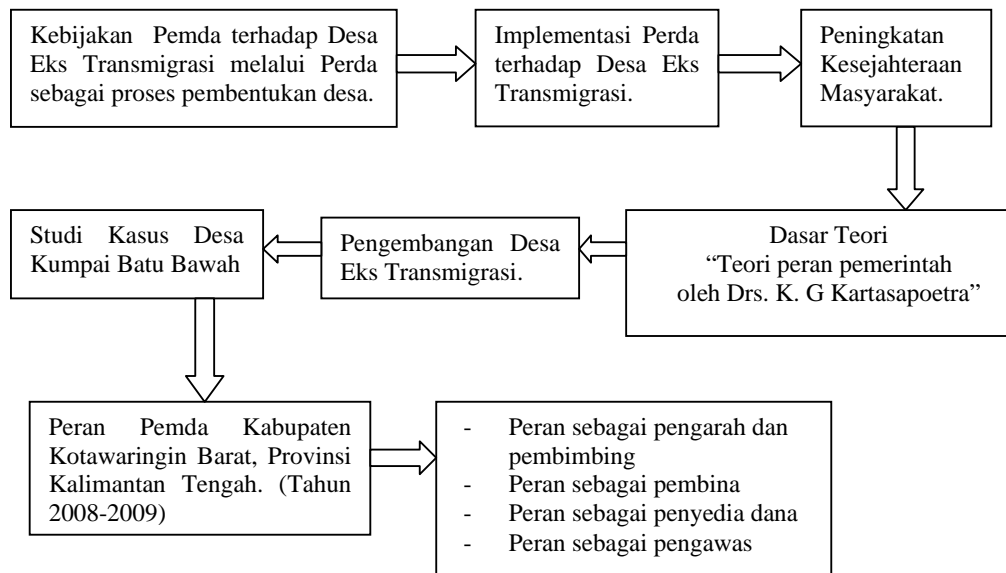 Kebijakan Pemda terhadap Desa
Eks Transmigrasi melalui Perda
sebagai proses pembentukan desa.
Implementasi Perda
terhadap Desa Eks
Transmigrasi.
Peningkatan
Kesejahteraan
Masyarakat.
Dasar Teori
“Teori peran pemerintah
oleh Drs. K. G Kartasapoetra”
Pengembangan Desa
Eks Transmigrasi.
Studi Kasus Desa
Kumpai Batu Bawah
Peran Pemda Kabupaten
Kotawaringin Barat, Provinsi
Kalimantan Tengah. (Tahun
2008-2009)
- Peran sebagai pengarah dan
pembimbing
- Peran sebagai pembina
- Peran sebagai penyedia dana
- Peran sebagai pengawas